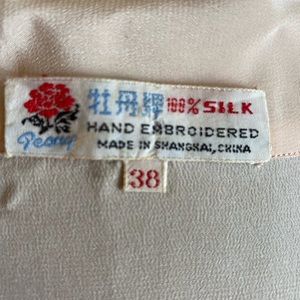 牡丹牌 100% SILK
Peony
HAND EMBROIDERED
MADE IN SHANGHAI, CHINA
38